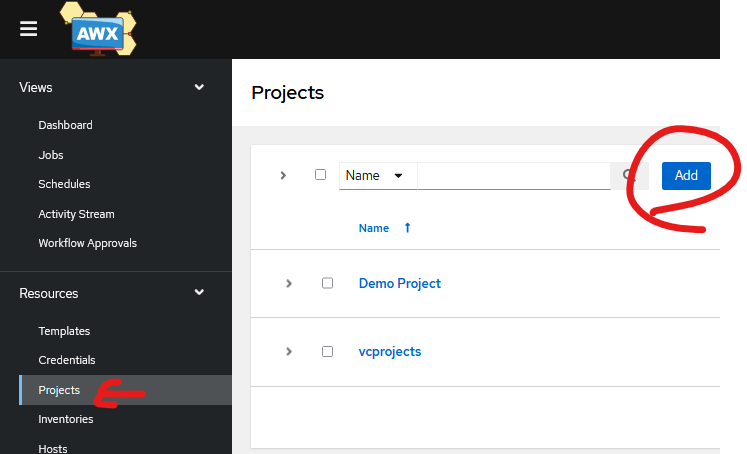 AWX
Views
Dashboard
Jobs
Schedules
Activity Stream
Workflow Approvals
Resources
Templates
Credentials
Projects
Inventories
Hosts
Projects
Name
Add
Name
Demo Project
vcprojects